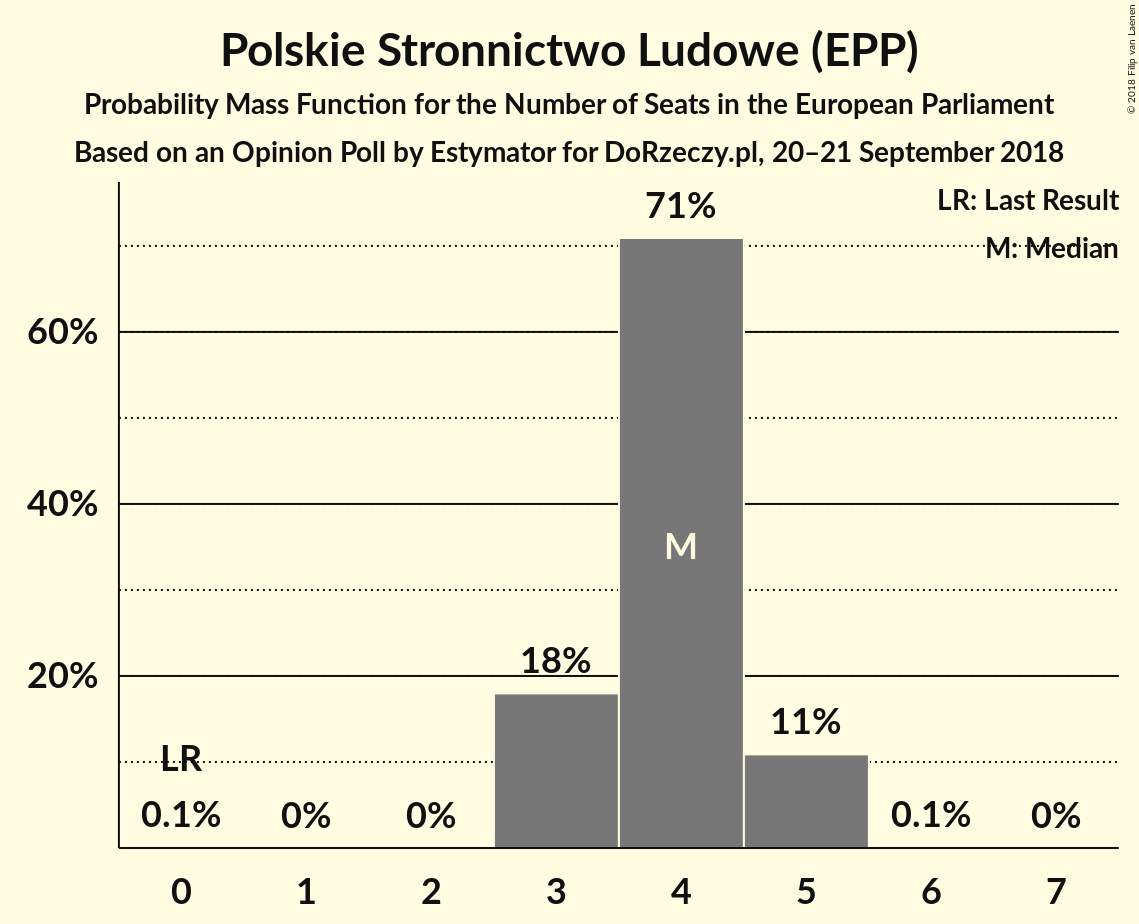 Polskie Stronnictwo Ludowe (EPP)
Probability Mass Function for the Number of Seats in the European Parliament
Based on an Opinion Poll by Estymator for DoRzeczy.pl, 20–21 September 2018
© 2018 Filip van Laenen
LR: Last Result
M: Median
71%
60%
40%
M
20%
18%
11%
LR
0.1%
0%
0%
0.1%
0%
0
1
2
3
4
5
6
7